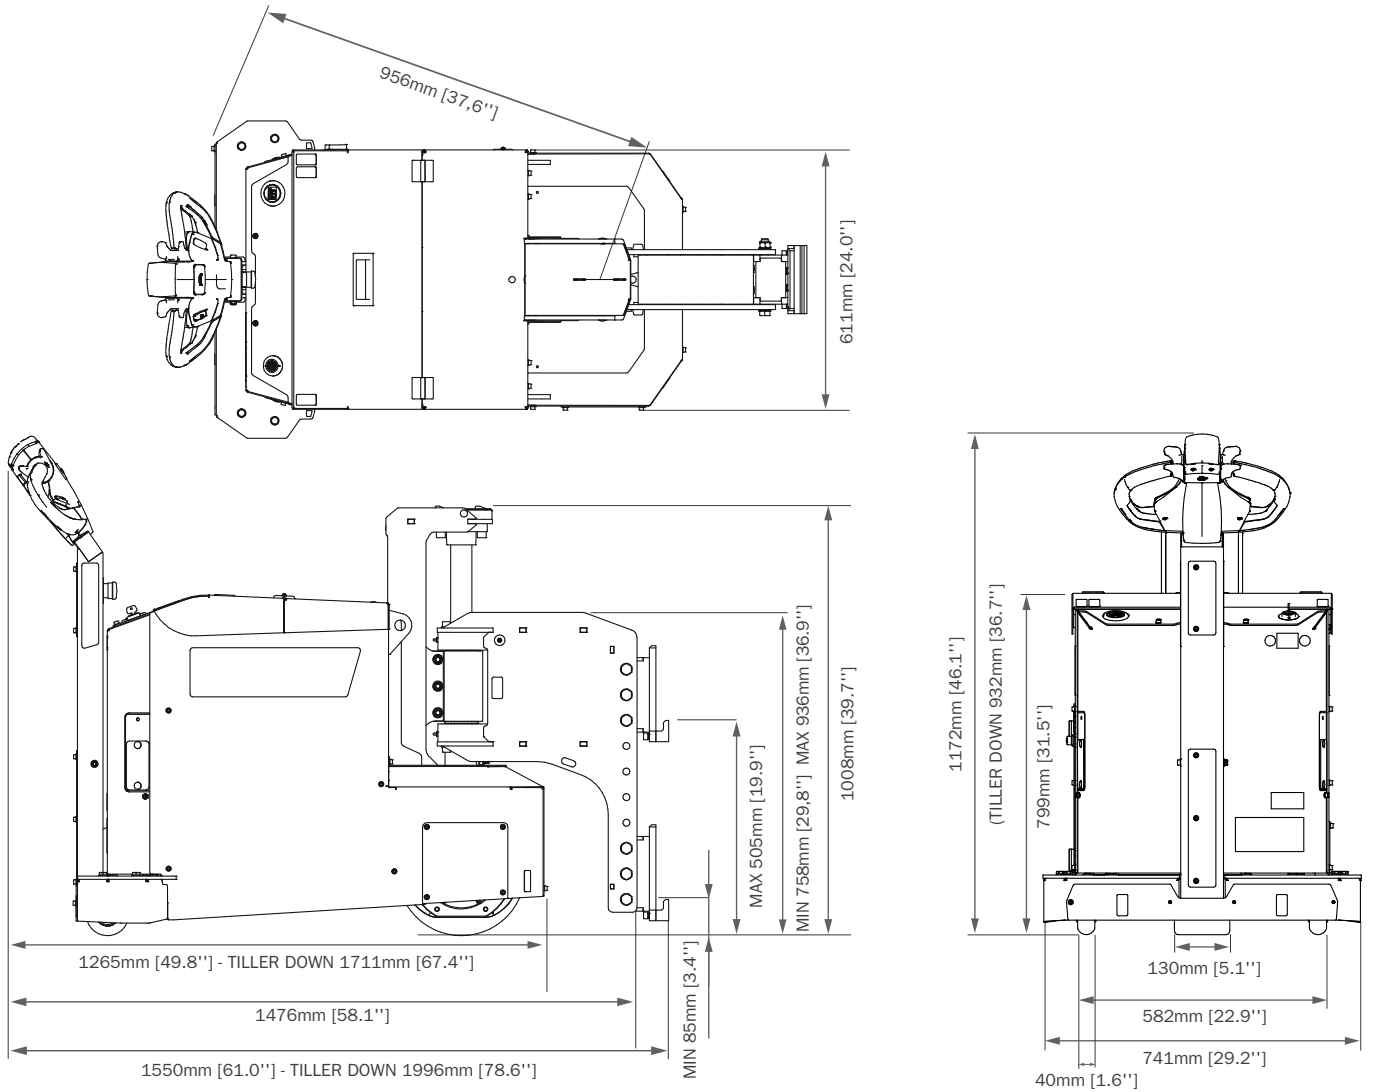 956mm [37,6'']
611mm [24.0'']
1265mm [49.8''] - TILLER DOWN 1711mm [67.4'']
1476mm [58.1'']
1550mm [61.0''] - TILLER DOWN 1996mm [78.6'']
MIN 85mm [3.4'']
MAX 505mm [19.9'']
MIN 758mm [29,8''] MAX 936mm [36.9'']
1008mm [39.7'']
1172mm [46.1'']
(TILLER DOWN 932mm [36.7'']
799mm [31.5'']
130mm [5.1'']
582mm [22.9'']
741mm [29.2'']
40mm [1.6'']